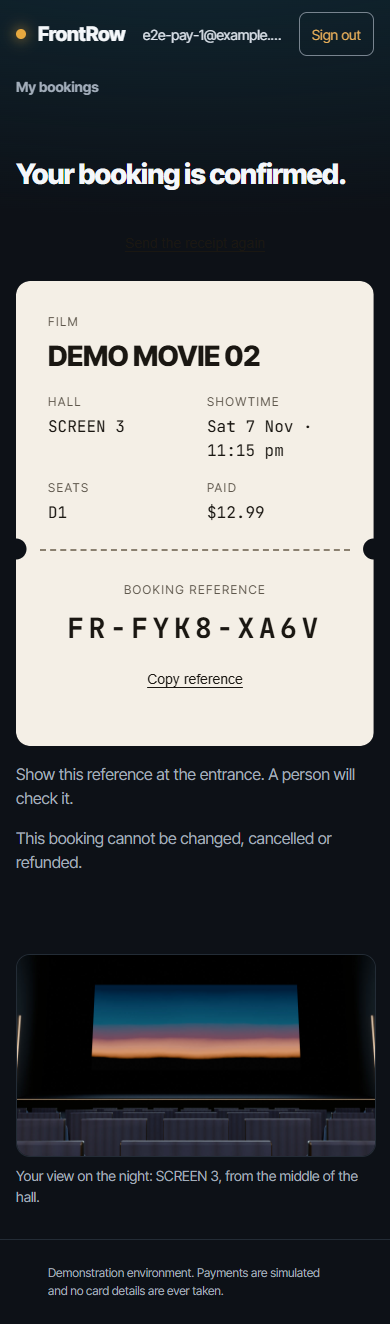 FrontRow
e2e-pay-1@example....
Sign out
My bookings
Your booking is confirmed.
Send the receipt again
FILM
DEMO MOVIE 02
HALL
SHOWTIME
SCREEN 3
Sat 7 Nov ·
11:15 pm
SEATS
PAID
D1
$12.99
BOOKING REFERENCE
FR-FYK8-XA6V
Copy reference
Show this reference at the entrance. A person will
check it.
This booking cannot be changed, cancelled or
refunded.
Your view on the night: SCREEN 3, from the middle of the
hall.
Demonstration environment. Payments are simulated
and no card details are ever taken.